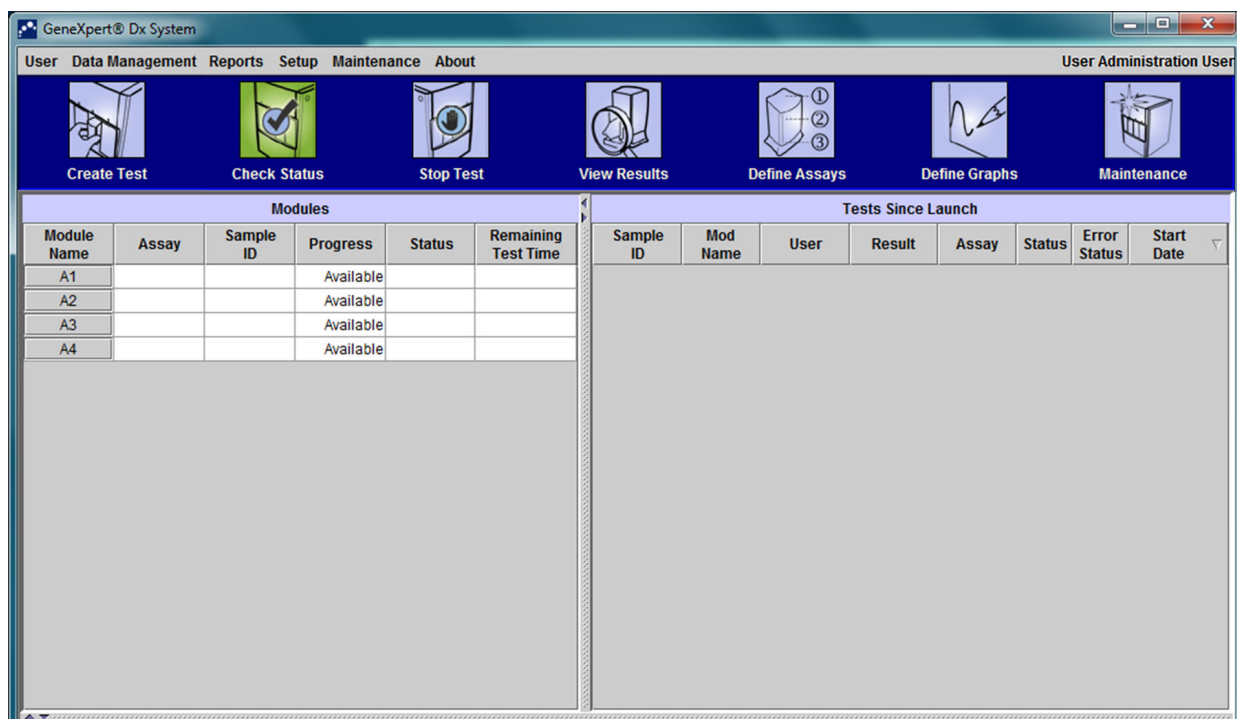 GeneXpert® Dx System
User Data Management Reports Setup Maintenance About User Administration User
① ② ③
Create Test Check Status Stop Test View Results Define Assays Define Graphs Maintenance
Modules
Module Name Assay Sample ID Progress Status Remaining Test Time
A1 Available
A2 Available
A3 Available
A4 Available
Tests Since Launch
Sample ID Mod Name User Result Assay Status Error Status Start Date